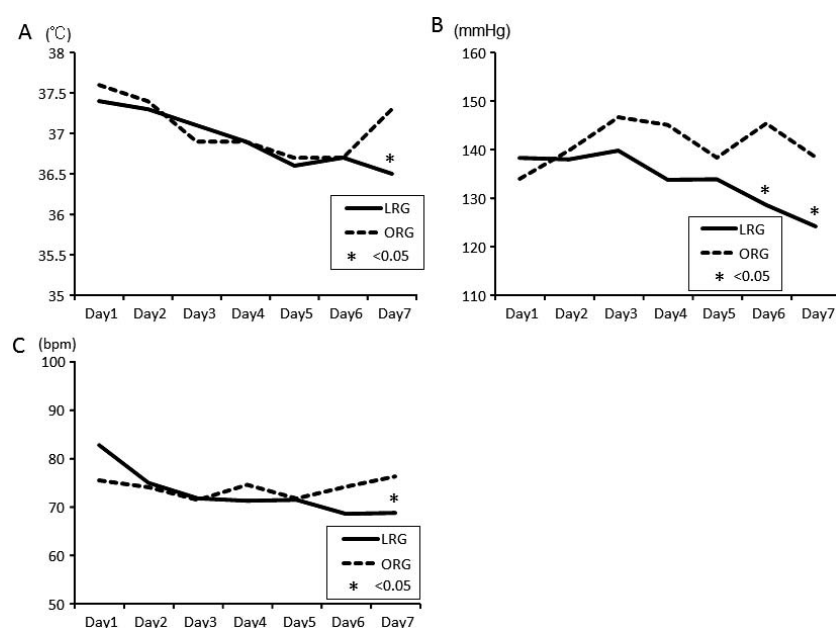 A (℃)
38
37.5
37
36.5
36
35.5
35
*
LRG
ORG
* <0.05
Day1 Day2 Day3 Day4 Day5 Day6 Day7
B (mmHg)
160
150
140
130
120
110
*
*
LRG
ORG
* <0.05
Day1 Day2 Day3 Day4 Day5 Day6 Day7
C (bpm)
100
90
80
70
60
50
*
LRG
ORG
* <0.05
Day1 Day2 Day3 Day4 Day5 Day6 Day7